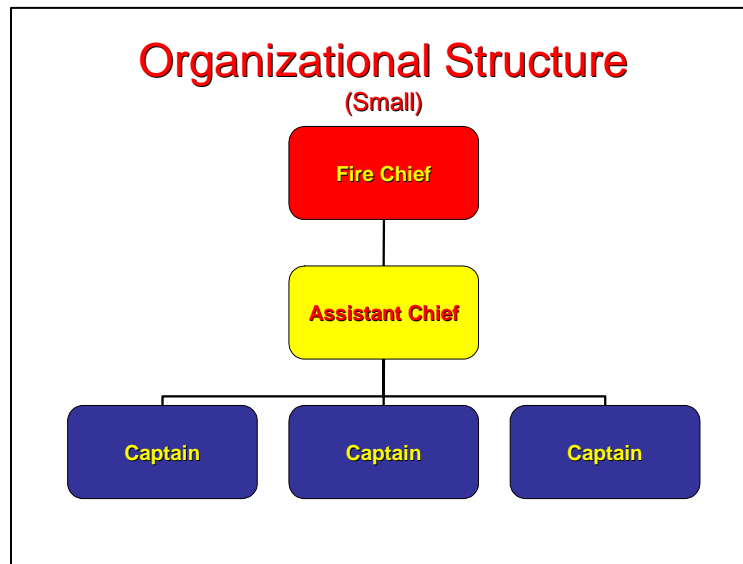 Organizational Structure
(Small)
Fire Chief
Assistant Chief
Captain
Captain
Captain